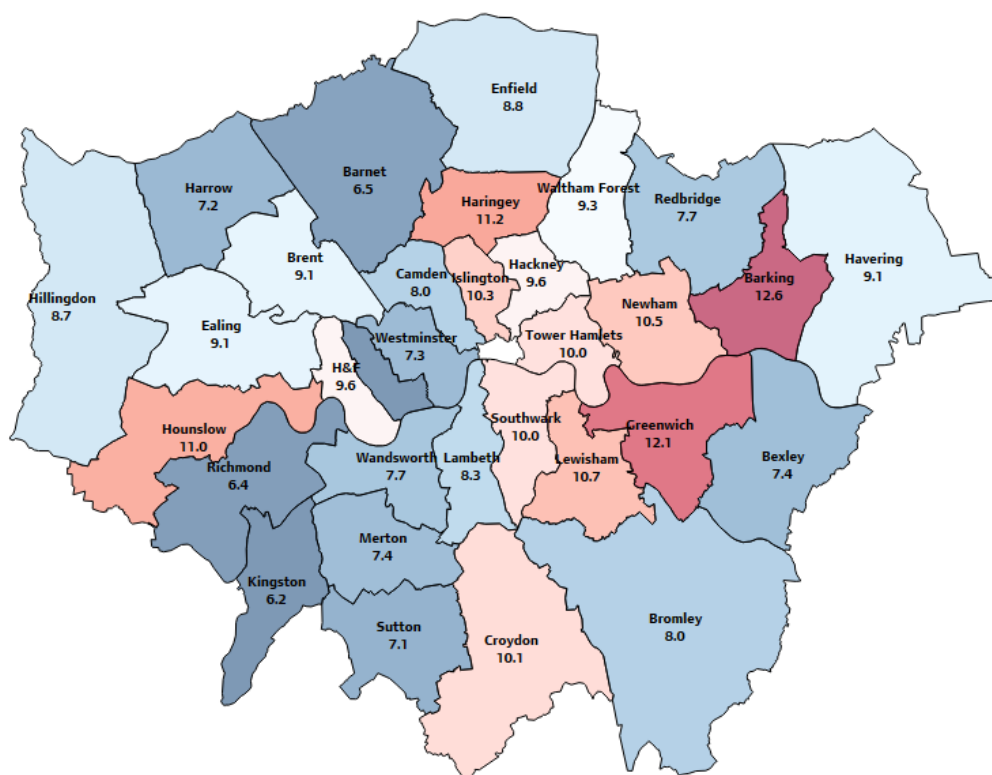 Enfield
8.8
Barnet
6.5
Harrow
7.2
Haringey
11.2
Waltham Forest
9.3
Redbridge
7.7
Havering
9.1
Brent
9.1
Camden
8.0
Islington
10.3
Hackney
9.6
Barking
12.6
Hillingdon
8.7
Newham
10.5
Ealing
9.1
Westminster
7.3
Tower Hamlets
10.0
H&F
9.6
Hounslow
11.0
Southwark
10.0
Greenwich
12.1
Richmond
6.4
Wandsworth
7.7
Lambeth
8.3
Lewisham
10.7
Bexley
7.4
Merton
7.4
Kingston
6.2
Sutton
7.1
Croydon
10.1
Bromley
8.0